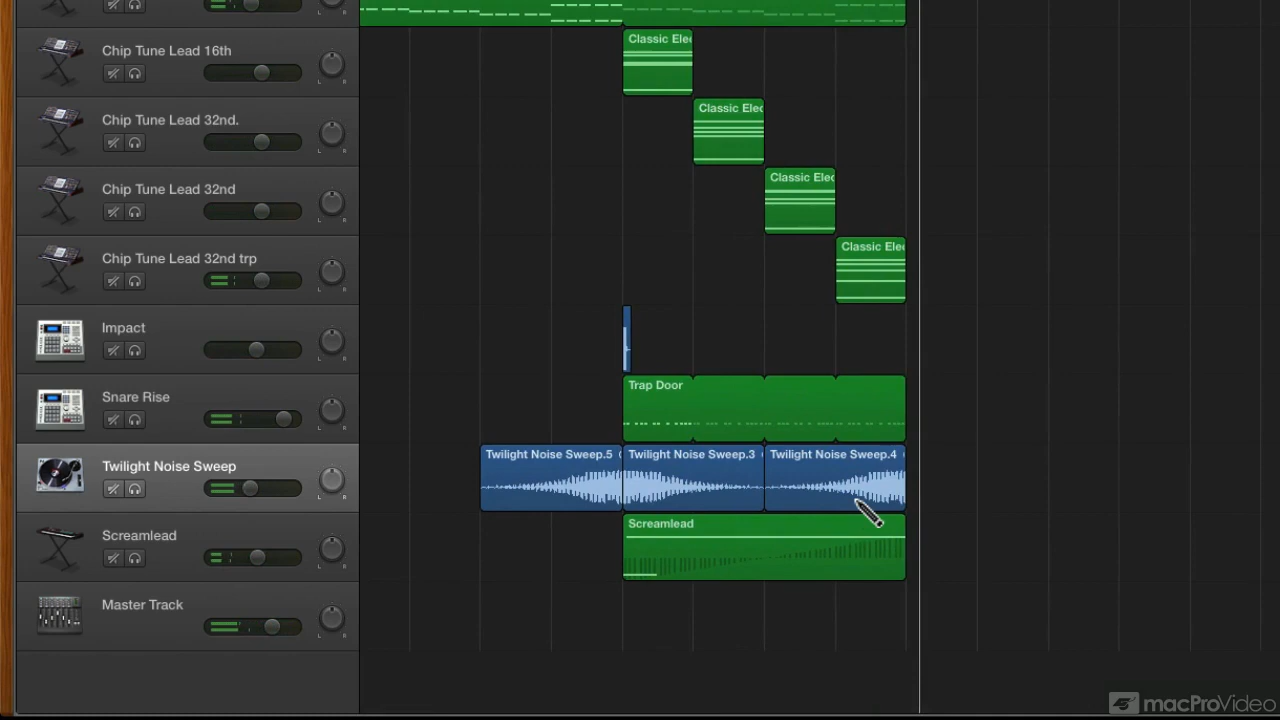 Chip Tune Lead 16th
Classic Elec
Chip Tune Lead 32nd.
Classic Elec
Chip Tune Lead 32nd
Classic Elec
Chip Tune Lead 32nd trp
Classic Elec
Impact
Snare Rise
Trap Door
Twilight Noise Sweep
Twilight Noise Sweep.5
Twilight Noise Sweep.3
Twilight Noise Sweep.4
Screamlead
Screamlead
Master Track
L R
L R
L R
L R
L R
L R
L R
L R
L R
L R
macProVideo